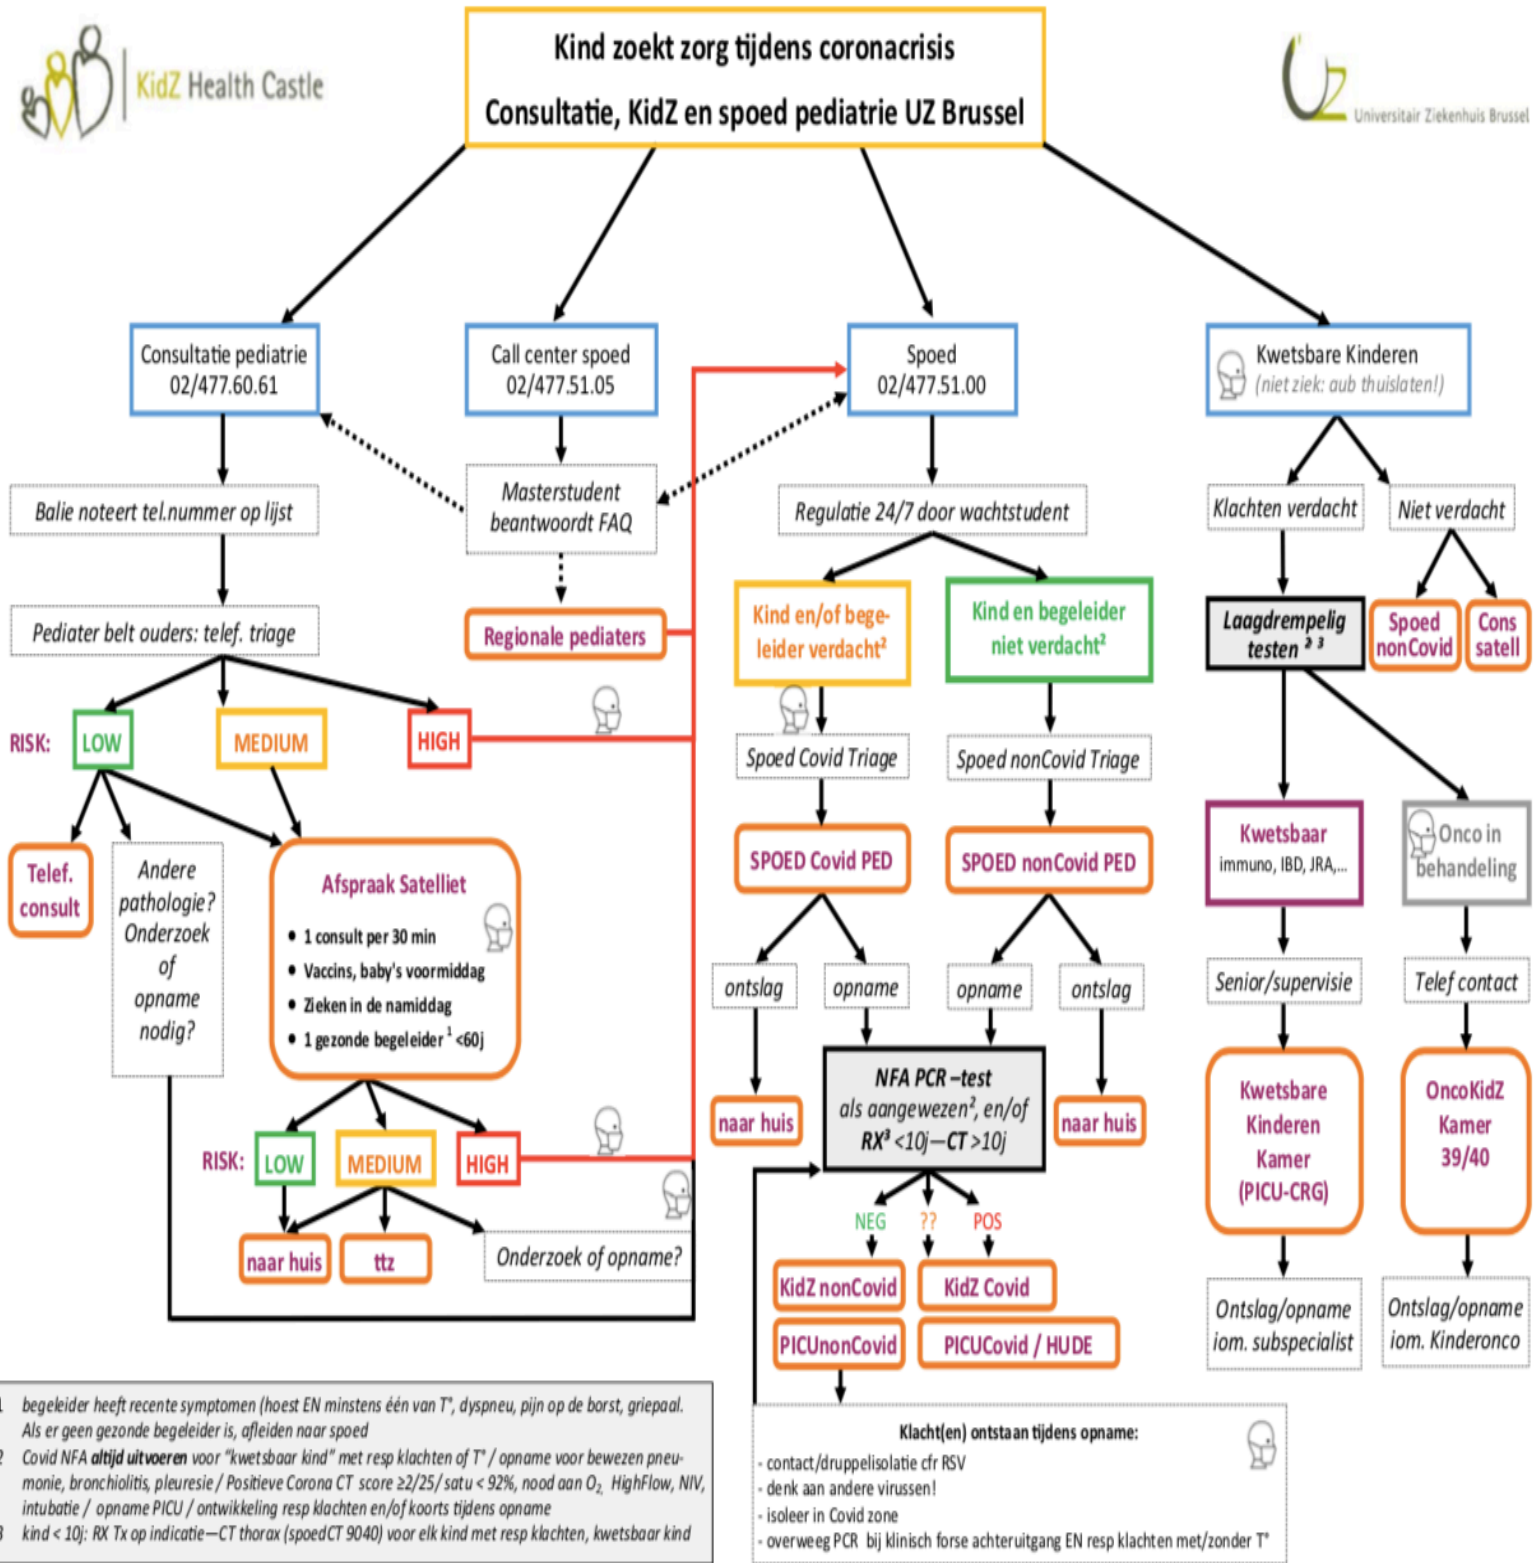 KidZ Health Castle
Kind zoekt zorg tijdens coronacrisis
Consultatie, KidZ en spoed pediatrie UZ Brussel
UZ
Universitair Ziekenhuis Brussel
Consultatie pediatrie
02/477.60.61
Call center spoed
02/477.51.05
Spoed
02/477.51.00
Kwetsbare Kinderen
(niet ziek: aub thuislaten!)
Balie noteert tel.nummer op lijst
Masterstudent
beantwoordt FAQ
Regulatie 24/7 door wachtstudent
Klachten verdacht
Niet verdacht
Pediater belt ouders: telef. triage
Regionale pediaters
Kind en/of bege-
leider verdacht²
Kind en begeleider
niet verdacht²
Laagdrempelig
testen ² ³
Spoed
nonCovid
Cons
satell
RISK:
LOW
MEDIUM
HIGH
Spoed Covid Triage
Spoed nonCovid Triage
Telef.
consult
Andere
pathologie?
Onderzoek
of
opname
nodig?
Afspraak Satelliet
• 1 consult per 30 min
• Vaccins, baby's voormiddag
• Zieken in de namiddag
• 1 gezonde begeleider ¹ <60j
SPOED Covid PED
SPOED nonCovid PED
Kwetsbaar
immuno, IBD, JRA,...
Onco in
behandeling
ontslag
opname
opname
ontslag
Senior/supervisie
Telef contact
naar huis
NFA PCR –test
als aangewezen², en/of
RX³ <10j—CT >10j
naar huis
Kwetsbare
Kinderen
Kamer
(PICU-CRG)
OncoKidZ
Kamer
39/40
RISK:
LOW
MEDIUM
HIGH
naar huis
ttz
Onderzoek of opname?
NEG
??
POS
KidZ nonCovid
KidZ Covid
PICUnonCovid
PICUCovid / HUDE
Ontslag/opname
iom. subspecialist
Ontslag/opname
iom. Kinderonco
1 begeleider heeft recente symptomen (hoest EN minstens één van T°, dyspneu, pijn op de borst, griepaal.
Als er geen gezonde begeleider is, afleiden naar spoed
2 Covid NFA altijd uitvoeren voor “kwetsbaar kind” met resp klachten of T° / opname voor bewezen pneu-
monie, bronchiolitis, pleuresie / Positieve Corona CT score ≥2/25/ satu < 92%, nood aan O₂, HighFlow, NIV,
intubatie / opname PICU / ontwikkeling resp klachten en/of koorts tijdens opname
3 kind < 10j: RX Tx op indicatie—CT thorax (spoedCT 9040) voor elk kind met resp klachten, kwetsbaar kind
Klacht(en) ontstaan tijdens opname:
- contact/druppelisolatie cfr RSV
- denk aan andere virussen!
- isoleer in Covid zone
- overweeg PCR bij klinisch forse achteruitgang EN resp klachten met/zonder T°